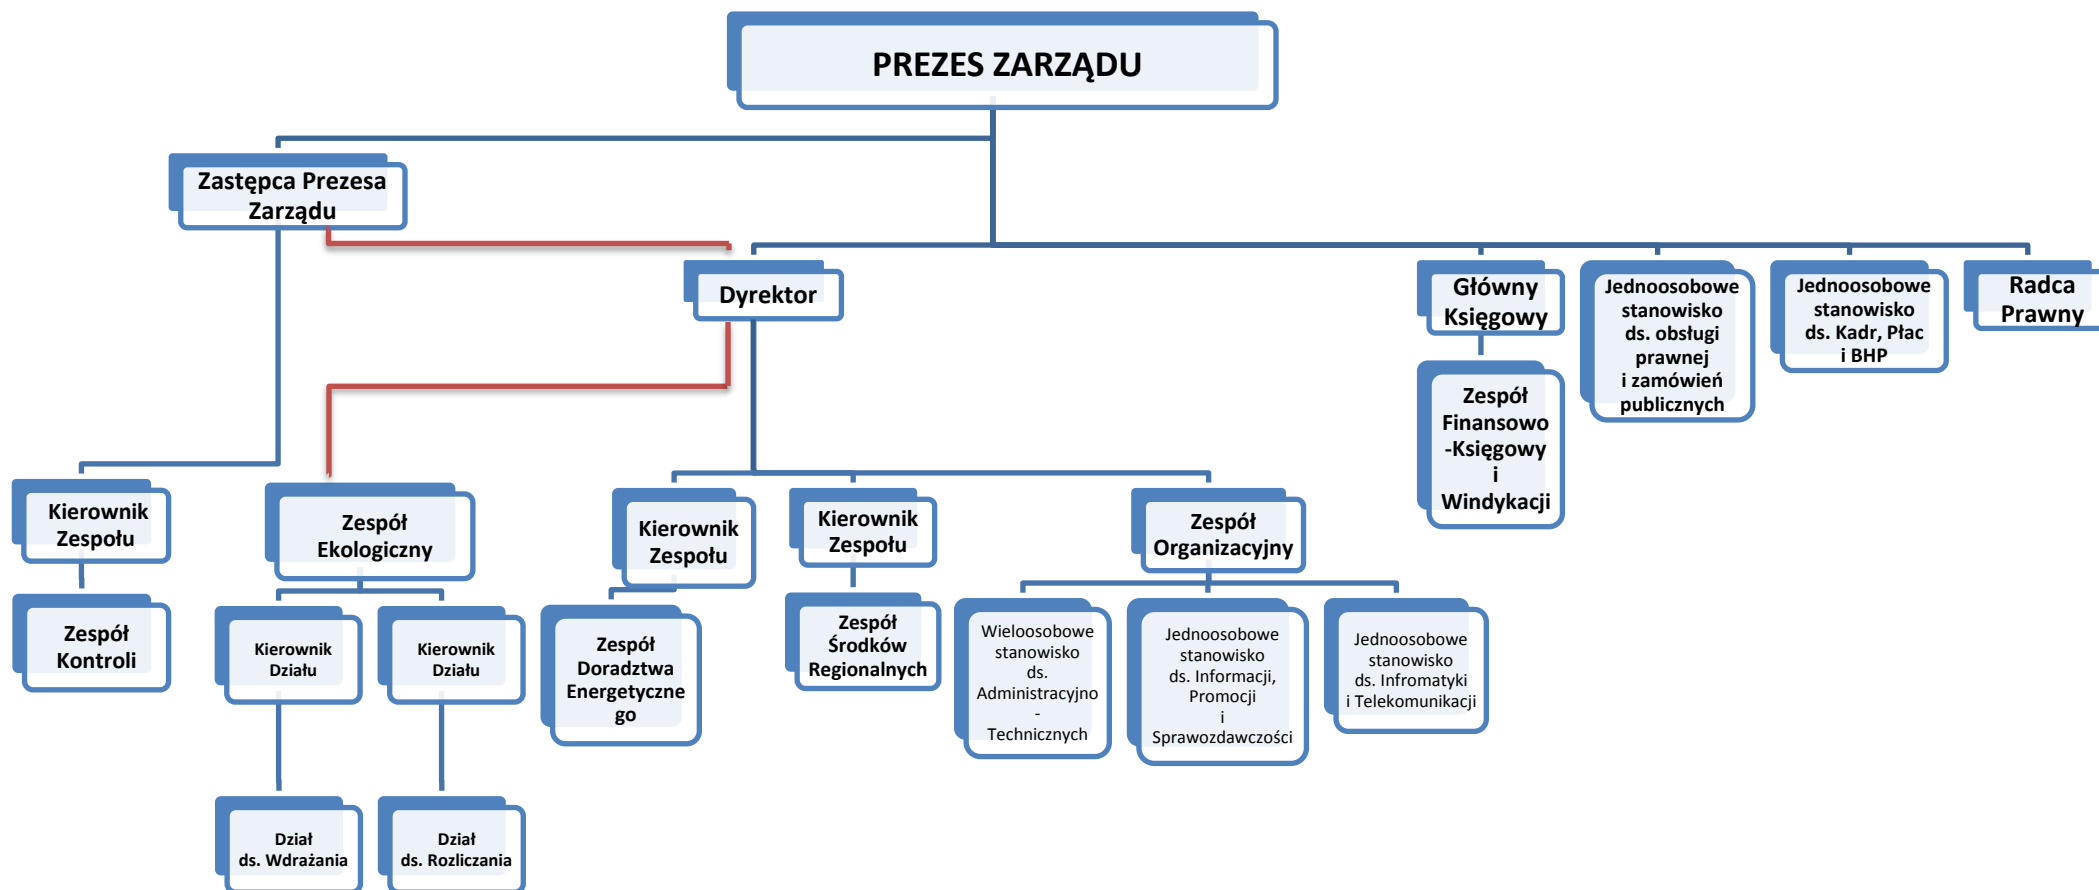 PREZES ZARZĄDU
Zastępca Prezesa
Zarządu
Dyrektor
Główny
Księgowy
Jednoosobowe
stanowisko
ds. obsługi
prawnej
i zamówień
publicznych
Jednoosobowe
stanowisko
ds. Kadr, Płac
i BHP
Radca
Prawny
Zespół
Finansowo
-Księgowy
i
Windykacji
Kierownik
Zespołu
Zespół
Ekologiczny
Kierownik
Zespołu
Kierownik
Zespołu
Zespół
Organizacyjny
Zespół
Kontroli
Kierownik
Działu
Kierownik
Działu
Zespół
Doradztwa
Energetyczne
go
Zespół
Środków
Regionalnych
Wieloosobowe
stanowisko
ds.
Administracyjno
-
Technicznych
Jednoosobowe
stanowisko
ds. Informacji,
Promocji
i
Sprawozdawczości
Jednoosobowe
stanowisko
ds. Infromatyki
i Telekomunikacji
Dział
ds. Wdrażania
Dział
ds. Rozliczania